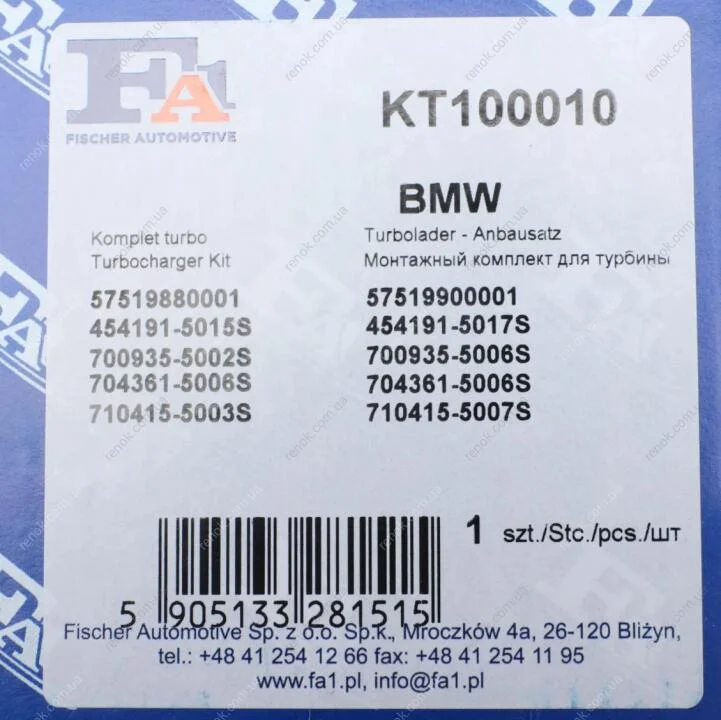 FA1
FISCHER AUTOMOTIVE
KT100010
BMW
Komplet turbo
Turbocharger Kit
Turbolader - Anbausatz
Монтажный комплект для турбины
57519880001
57519900001
454191-5015S
454191-5017S
700935-5002S
700935-5006S
704361-5006S
704361-5006S
710415-5003S
710415-5007S
1 szt./Stc./pcs./шт
5 905133 281515
Fischer Automotive Sp. z o.o. Sp.k., Mroczków 4a, 26-120 Bliżyn,
tel.: +48 41 254 12 66 fax: +48 41 254 11 95
www.fa1.pl, info@fa1.pl
renok.com.ua